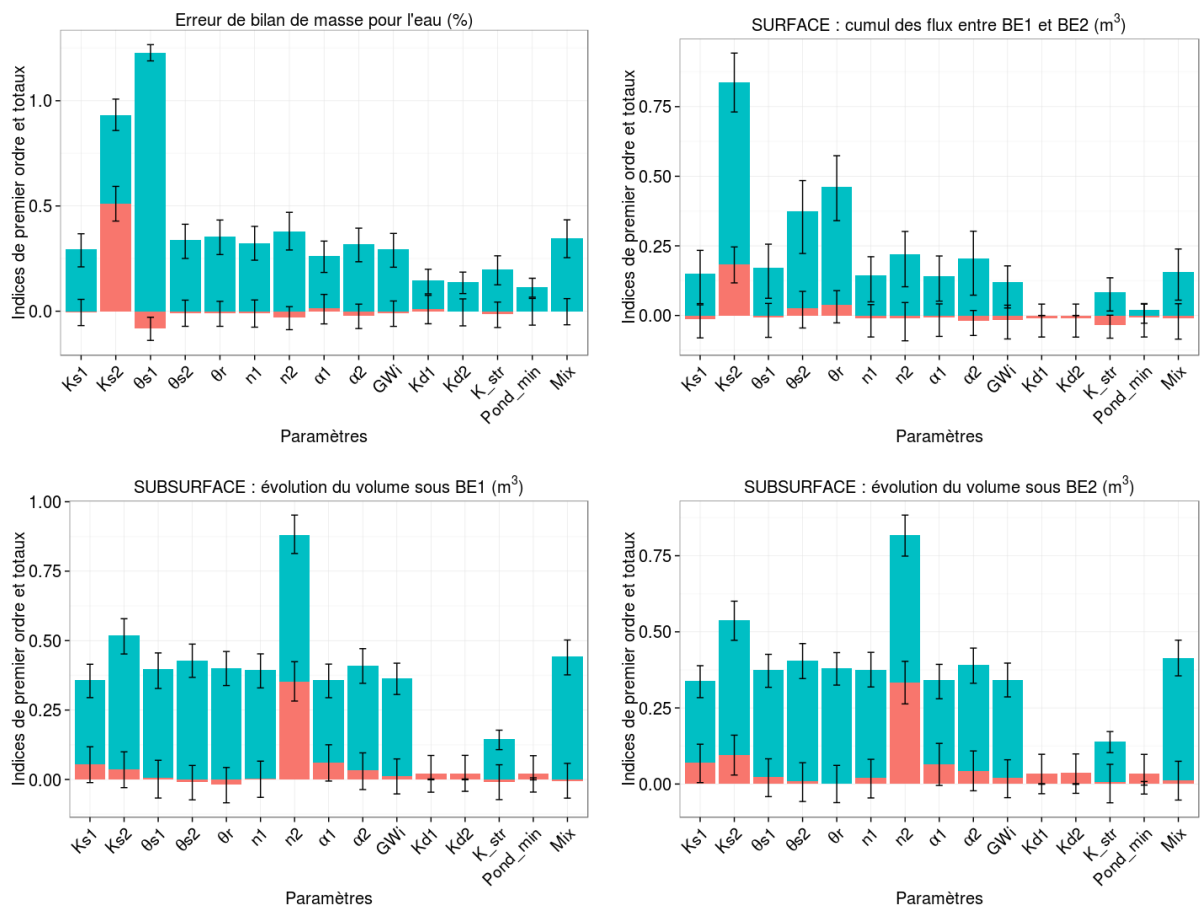 Erreur de bilan de masse pour l'eau (%)
Indices de premier ordre et totaux
1.0
0.5
0.0
Ks1 Ks2 θs1 θs2 θr n1 n2 α1 α2 GWi Kd1 Kd2 K_str Pond_min Mix
Paramètres
SURFACE : cumul des flux entre BE1 et BE2 (m³)
Indices de premier ordre et totaux
0.75
0.50
0.25
0.00
Ks1 Ks2 θs1 θs2 θr n1 n2 α1 α2 GWi Kd1 Kd2 K_str Pond_min Mix
Paramètres
SUBSURFACE : évolution du volume sous BE1 (m³)
Indices de premier ordre et totaux
1.00
0.75
0.50
0.25
0.00
Ks1 Ks2 θs1 θs2 θr n1 n2 α1 α2 GWi Kd1 Kd2 K_str Pond_min Mix
Paramètres
SUBSURFACE : évolution du volume sous BE2 (m³)
Indices de premier ordre et totaux
0.75
0.50
0.25
0.00
Ks1 Ks2 θs1 θs2 θr n1 n2 α1 α2 GWi Kd1 Kd2 K_str Pond_min Mix
Paramètres